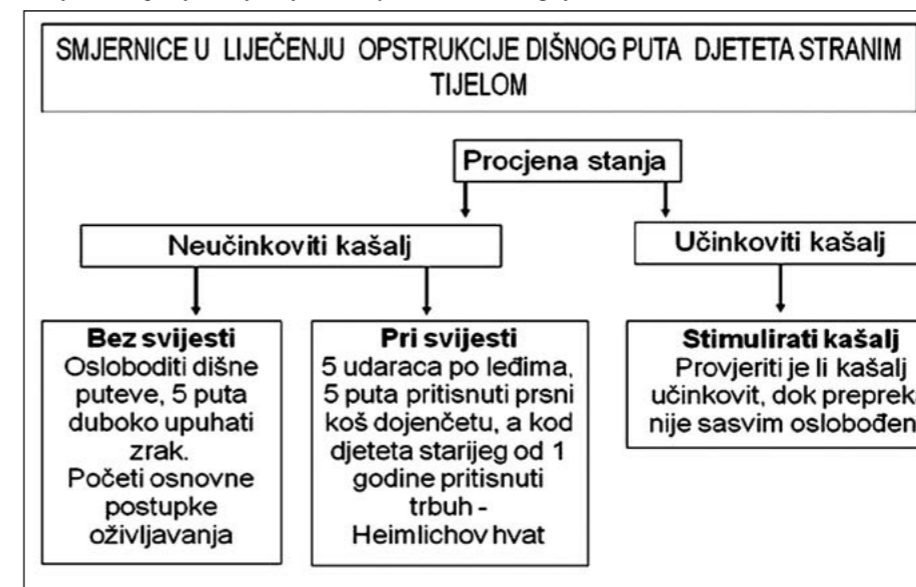 SMJERNICE U LIJEČENJU OPSTRUKCIJE DIŠNOG PUTA DJETETA STRANIM
TIJELOM
Procjena stanja
Neučinkoviti kašalj
Učinkoviti kašalj
Bez svijesti
Osloboditi dišne
puteve, 5 puta
duboko upuhati
zrak.
Početi osnovne
postupke
oživljavanja
Pri svijesti
5 udaraca po leđima,
5 puta pritisnuti prsni
koš dojenčetu, a kod
djeteta starijeg od 1
godine pritisnuti
trbuh -
Heimlichov hvat
Stimulirati kašalj
Provjeriti je li kašalj
učinkovit, dok
nije sasvim